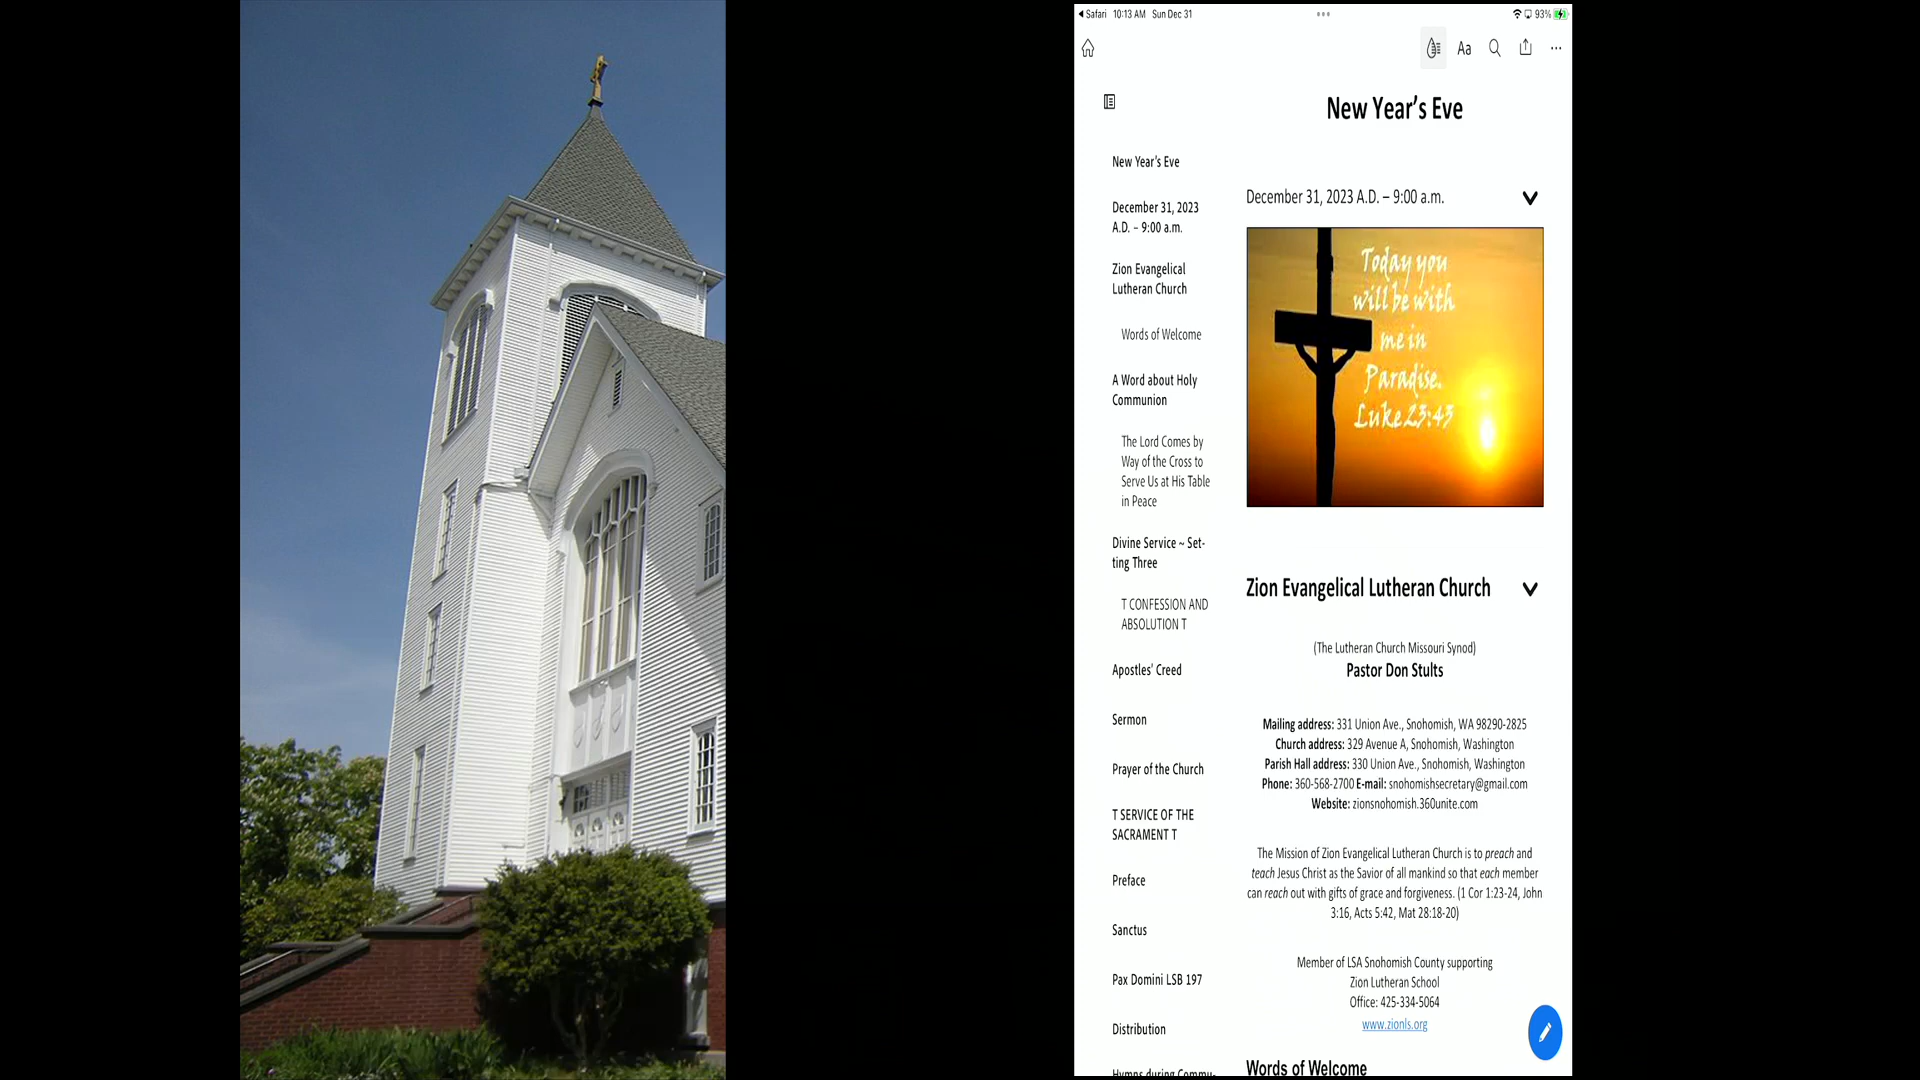 Safari 10:13 AM Sun Dec 31
93%
Aa
New Year's Eve
New Year's Eve
December 31, 2023
A.D. – 9:00 a.m.
Zion Evangelical
Lutheran Church
Words of Welcome
A Word about Holy
Communion
The Lord Comes by
Way of the Cross to
Serve Us at His Table
in Peace
Divine Service ~ Set-
ting Three
T CONFESSION AND
ABSOLUTION T
Apostles' Creed
Sermon
Prayer of the Church
T SERVICE OF THE
SACRAMENT T
Preface
Sanctus
Pax Domini LSB 197
Distribution
Hymns during Commu-
December 31, 2023 A.D. – 9:00 a.m.
Today you
will be with
me in
Paradise.
Luke 23:43
Zion Evangelical Lutheran Church
(The Lutheran Church Missouri Synod)
Pastor Don Stults
Mailing address: 331 Union Ave., Snohomish, WA 98290-2825
Church address: 329 Avenue A, Snohomish, Washington
Parish Hall address: 330 Union Ave., Snohomish, Washington
Phone: 360-568-2700 E-mail: snohomishsecretary@gmail.com
Website: zionsnohomish.360unite.com
The Mission of Zion Evangelical Lutheran Church is to preach and
teach Jesus Christ as the Savior of all mankind so that each member
can reach out with gifts of grace and forgiveness. (1 Cor 1:23-24, John
3:16, Acts 5:42, Mat 28:18-20)
Member of LSA Snohomish County supporting
Zion Lutheran School
Office: 425-334-5064
www.zionls.org
Words of Welcome